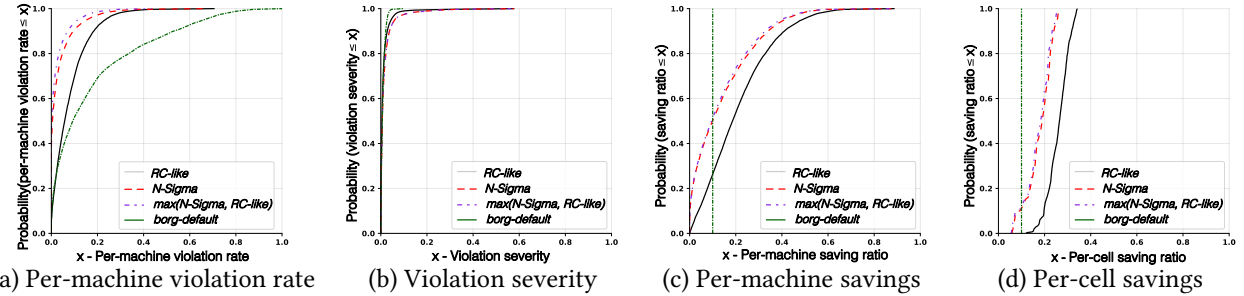 Probability(per-machine violation rate ≤ x)
1.0
0.8
0.6
0.4
0.2
0.0
0.0 0.2 0.4 0.6 0.8 1.0
RC-like
N-Sigma
max(N-Sigma, RC-like)
borg-default
x - Per-machine violation rate
a) Per-machine violation rate
Probability (violation severity ≤ x)
1.0
0.8
0.6
0.4
0.2
0.0
0.0 0.2 0.4 0.6 0.8 1.0
RC-like
N-Sigma
max(N-Sigma, RC-like)
borg-default
x - Violation severity
(b) Violation severity
Probability (saving ratio ≤ x)
1.0
0.8
0.6
0.4
0.2
0.0
0.0 0.2 0.4 0.6 0.8 1.0
RC-like
N-Sigma
max(N-Sigma, RC-like)
borg-default
x - Per-machine saving ratio
(c) Per-machine savings
Probability (saving ratio ≤ x)
1.0
0.8
0.6
0.4
0.2
0.0
0.0 0.2 0.4 0.6 0.8 1.0
RC-like
N-Sigma
max(N-Sigma, RC-like)
borg-default
x - Per-cell saving ratio
(d) Per-cell savings